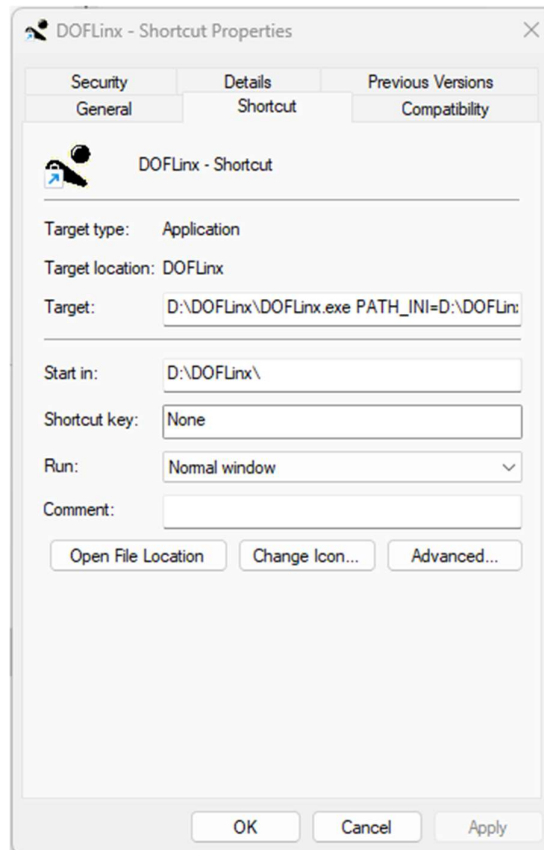 DOFLinx - Shortcut Properties
Security Details Previous Versions
General Shortcut Compatibility
DOFLinx - Shortcut
Target type: Application
Target location: DOFLinx
Target: D:\DOFLinx\DOFLinx.exe PATH_INI=D:\DOFLinx
Start in: D:\DOFLinx\
Shortcut key: None
Run: Normal window
Comment:
Open File Location Change Icon... Advanced...
OK Cancel Apply